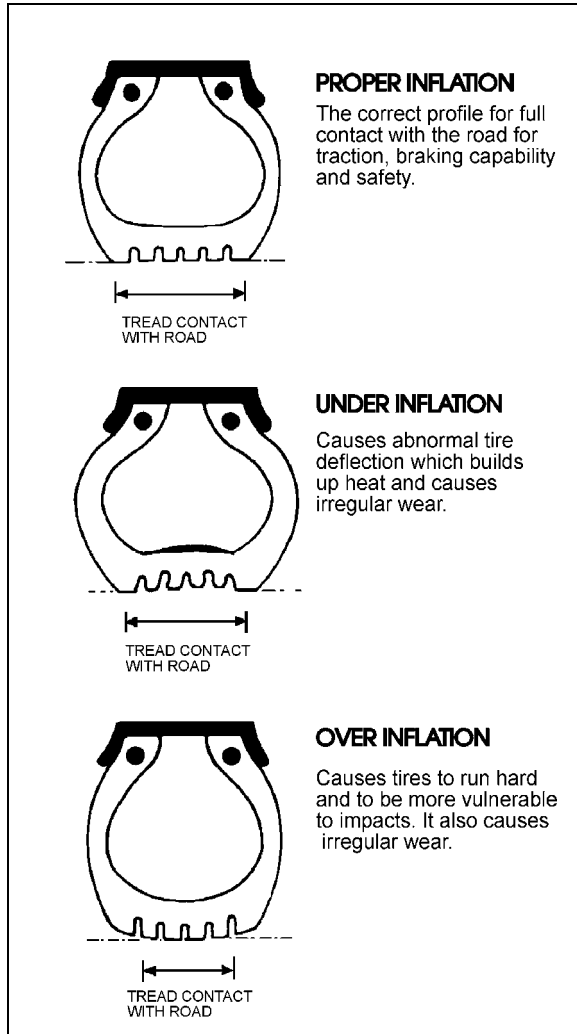 PROPER INFLATION
The correct profile for full
contact with the road for
traction, braking capability
and safety.
TREAD CONTACT
WITH ROAD
UNDER INFLATION
Causes abnormal tire
deflection which builds
up heat and causes
irregular wear.
TREAD CONTACT
WITH ROAD
OVER INFLATION
Causes tires to run hard
and to be more vulnerable
to impacts. It also causes
irregular wear.
TREAD CONTACT
WITH ROAD